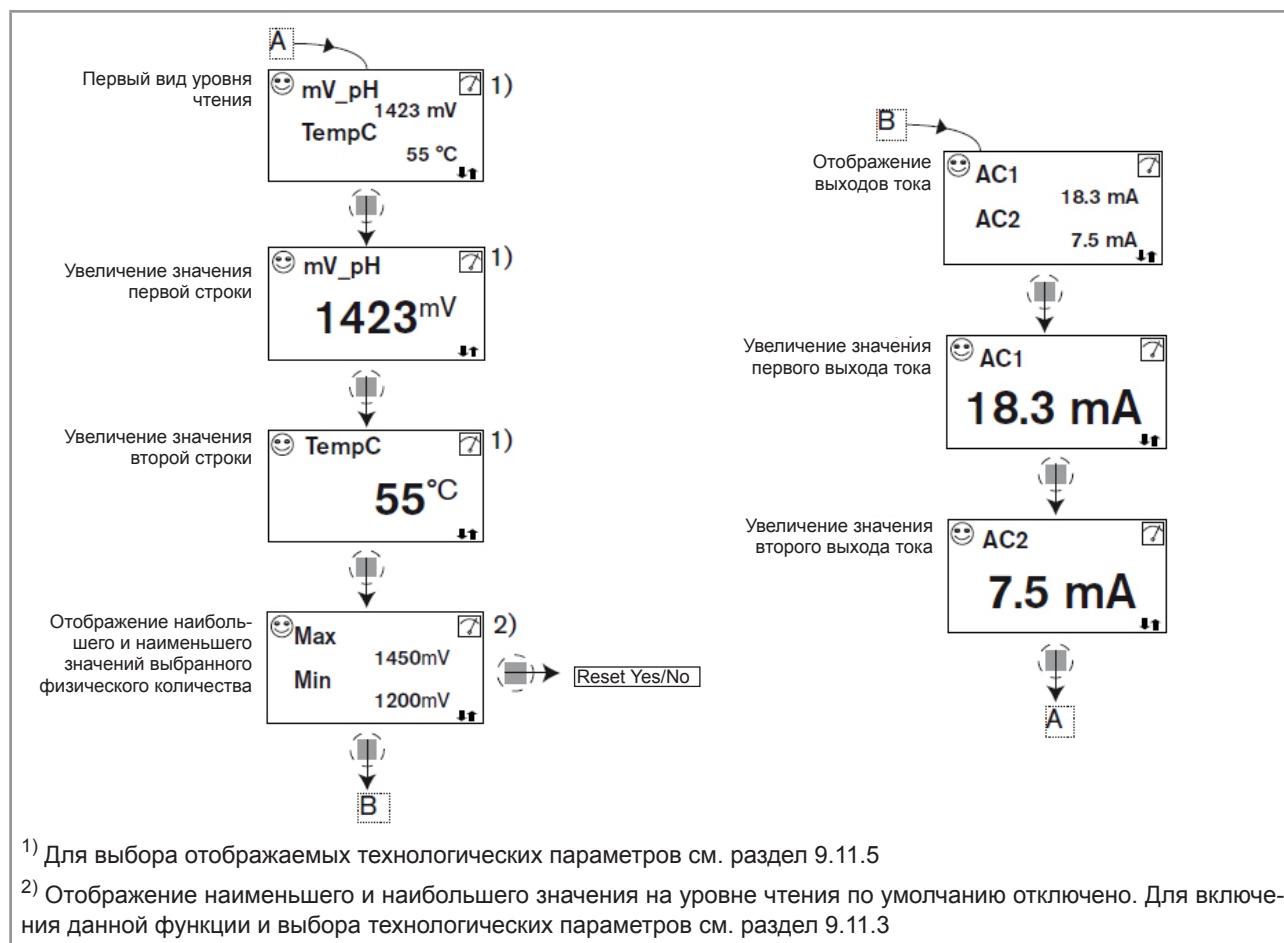 A
Первый вид уровня
чтения
mV_pH
1423 mV
TempC
55 °C
1)
Увеличение значения
первой строки
mV_pH
1423mV
1)
Увеличение значения
второй строки
TempC
55°C
1)
Отображение наиболь-
шего и наименьшего
значений выбранного
физического количества
Max
1450mV
Min
1200mV
2)
Reset Yes/No
B
B
Отображение
выходов тока
AC1
18.3 mA
AC2
7.5 mA
Увеличение значения
первого выхода тока
AC1
18.3 mA
Увеличение значения
второго выхода тока
AC2
7.5 mA
A
1) Для выбора отображаемых технологических параметров см. раздел 9.11.5
2) Отображение наименьшего и наибольшего значения на уровне чтения по умолчанию отключено. Для включе-
ния данной функции и выбора технологических параметров см. раздел 9.11.3